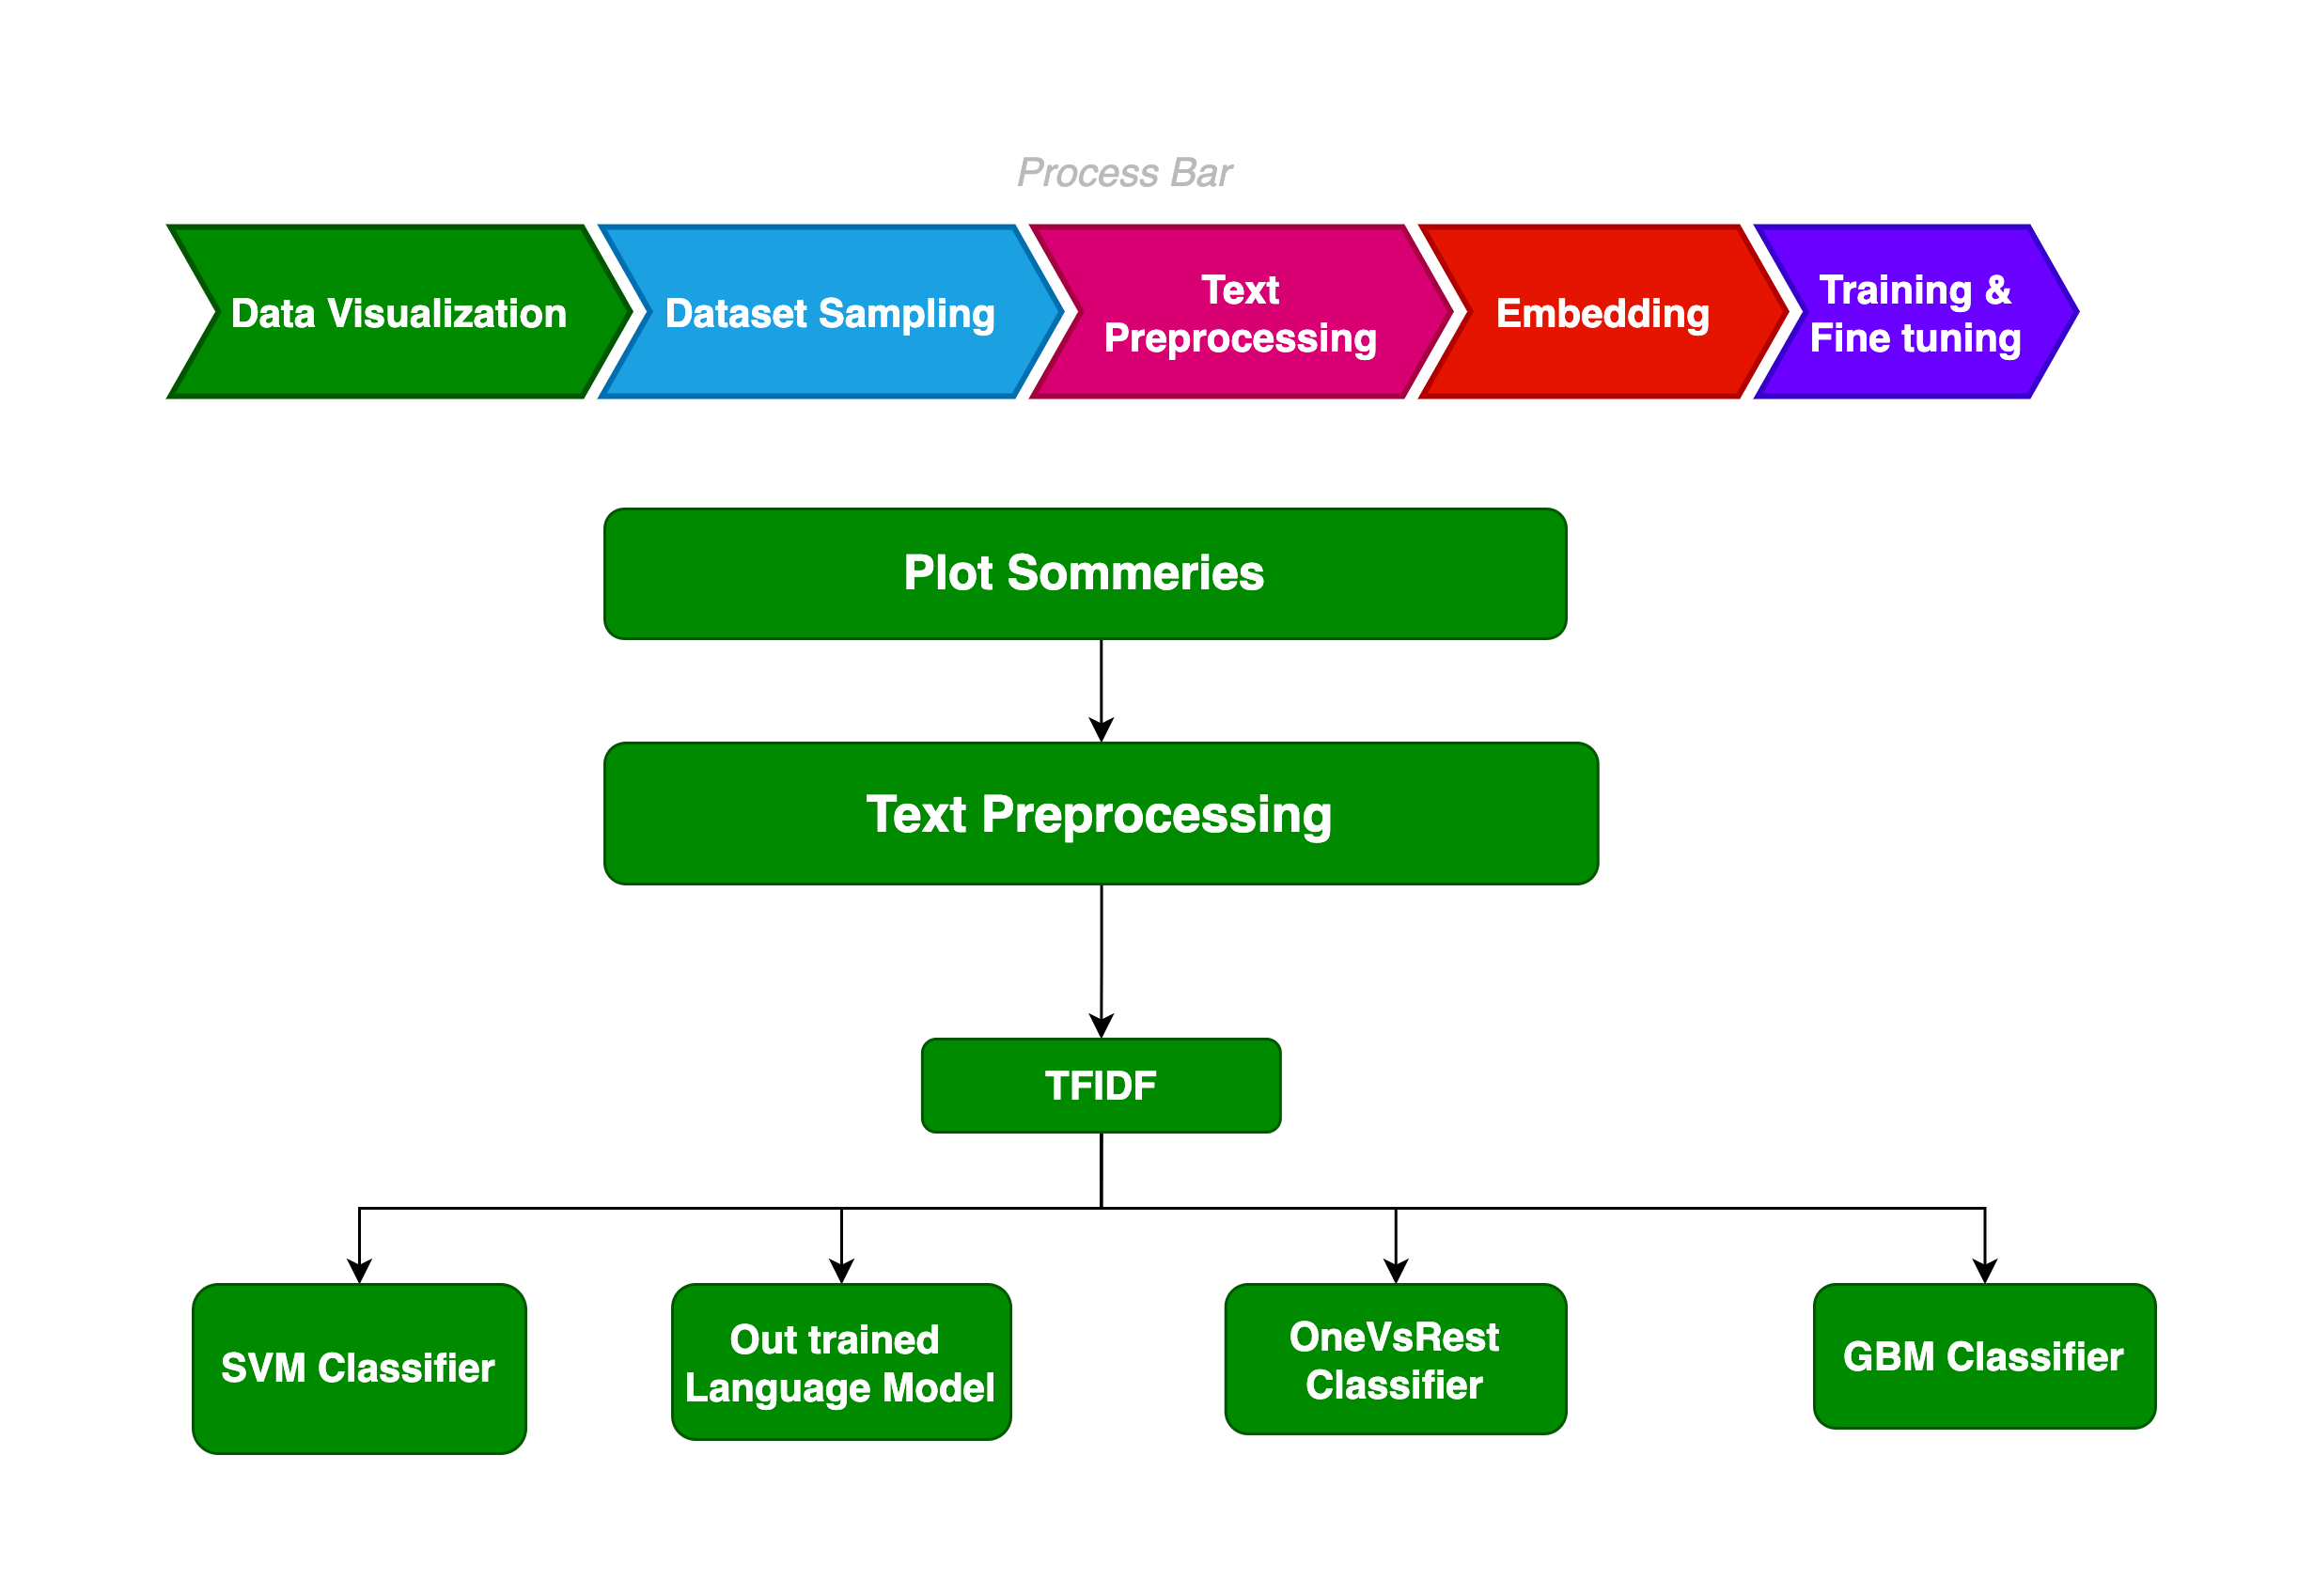 Process Bar
Data Visualization
Dataset Sampling
Text
Preprocessing
Embedding
Training &
Fine tuning
Plot Sommeries
Text Preprocessing
TFIDF
SVM Classifier
Out trained
Language Model
OneVsRest
Classifier
GBM Classifier